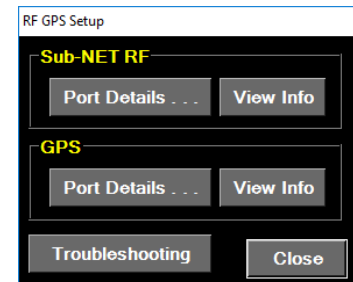 RF GPS Setup
Sub-NET RF
Port Details . . . View Info
GPS
Port Details . . . View Info
Troubleshooting Close